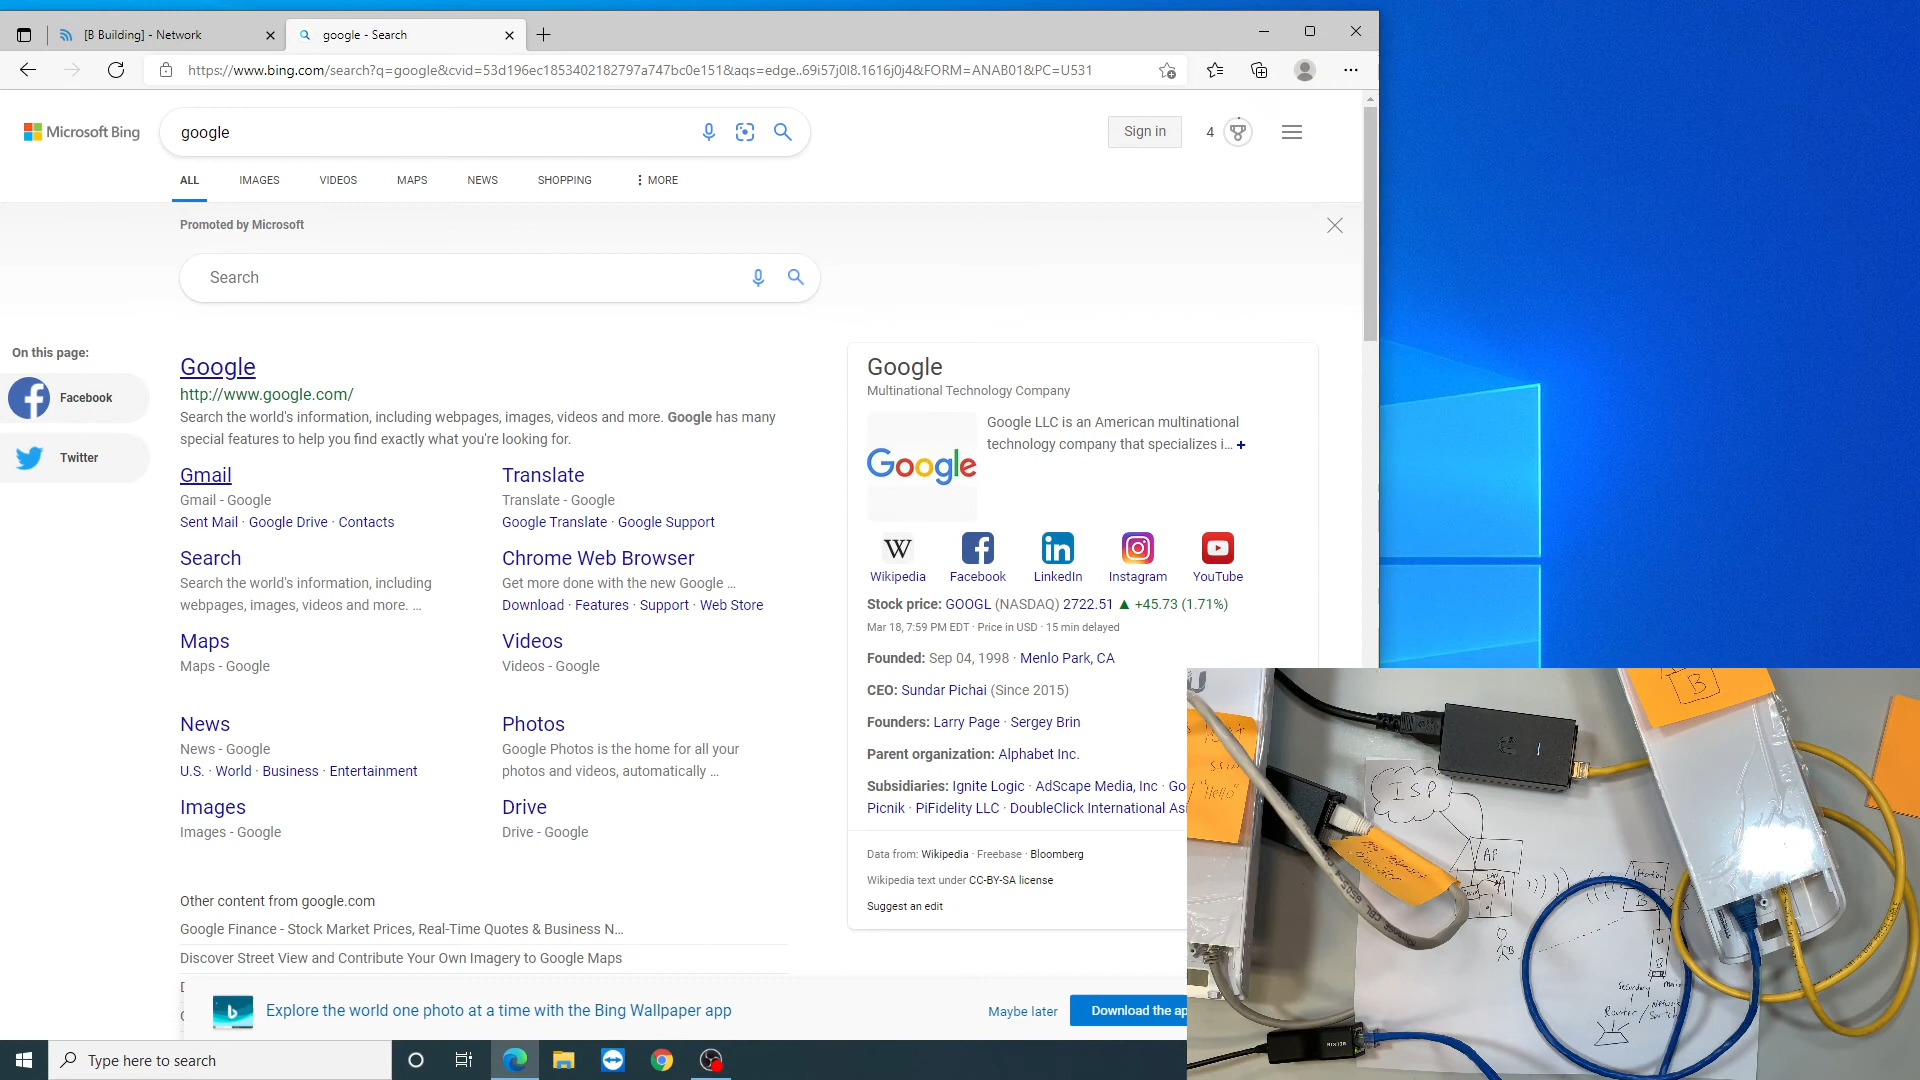 [B Building] - Network
google - Search
https://www.bing.com/search?q=google&cvid=53d196ec1853402182797a747bc0e151&aqs=edge..69i57j0l8.1616j0j4&FORM=ANAB01&PC=U531
Microsoft Bing
google
Sign in
4
ALL
IMAGES
VIDEOS
MAPS
NEWS
SHOPPING
MORE
Promoted by Microsoft
Search
On this page:
Facebook
Twitter
Google
http://www.google.com/
Search the world's information, including webpages, images, videos and more. Google has many
special features to help you find exactly what you're looking for.
Gmail
Gmail - Google
Sent Mail · Google Drive · Contacts
Translate
Translate - Google
Google Translate · Google Support
Search
Search the world's information, including
webpages, images, videos and more. ...
Chrome Web Browser
Get more done with the new Google ...
Download · Features · Support · Web Store
Maps
Maps - Google
Videos
Videos - Google
News
News - Google
U.S. · World · Business · Entertainment
Photos
Google Photos is the home for all your
photos and videos, automatically ...
Images
Images - Google
Drive
Drive - Google
Other content from google.com
Google Finance - Stock Market Prices, Real-Time Quotes & Business N...
Discover Street View and Contribute Your Own Imagery to Google Maps
Google
Multinational Technology Company
Google
Google LLC is an American multinational
technology company that specializes i... +
Wikipedia
Facebook
LinkedIn
Instagram
YouTube
Stock price: GOOGL (NASDAQ) 2722.51 ▲ +45.73 (1.71%)
Mar 18, 7:59 PM EDT · Price in USD · 15 min delayed
Founded: Sep 04, 1998 · Menlo Park, CA
CEO: Sundar Pichai (Since 2015)
Founders: Larry Page · Sergey Brin
Parent organization: Alphabet Inc.
Subsidiaries: Ignite Logic · AdScape Media, Inc · Go
Picnik · PiFidelity LLC · DoubleClick International Asi
Data from: Wikipedia · Freebase · Bloomberg
Wikipedia text under CC-BY-SA license
Suggest an edit
Explore the world one photo at a time with the Bing Wallpaper app
Maybe later
Download the ap
Type here to search
B
"Hello"
ISP
AP
A
B
Secondary
Router /
Network
Switch